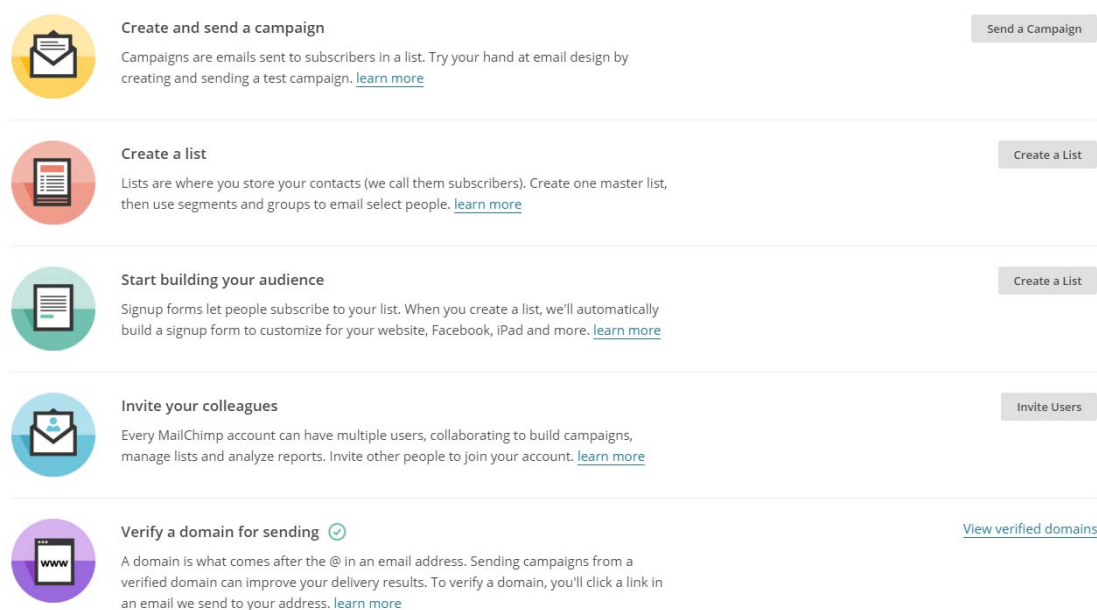 Create and send a campaign
Send a Campaign
Campaigns are emails sent to subscribers in a list. Try your hand at email design by
creating and sending a test campaign. learn more
Create a list
Create a List
Lists are where you store your contacts (we call them subscribers). Create one master list,
then use segments and groups to email select people. learn more
Start building your audience
Create a List
Signup forms let people subscribe to your list. When you create a list, we'll automatically
build a signup form to customize for your website, Facebook, iPad and more. learn more
Invite your colleagues
Invite Users
Every MailChimp account can have multiple users, collaborating to build campaigns,
manage lists and analyze reports. Invite other people to join your account. learn more
Verify a domain for sending
View verified domains
www
A domain is what comes after the @ in an email address. Sending campaigns from a
verified domain can improve your delivery results. To verify a domain, you'll click a link in
an email we send to your address. learn more